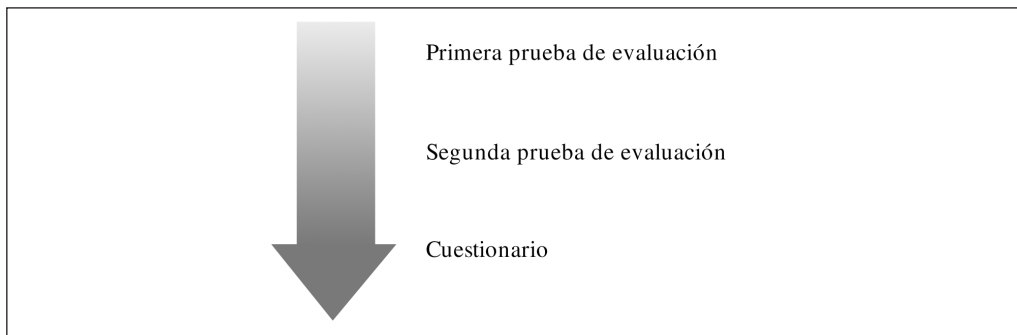 Primera prueba de evaluación
Segunda prueba de evaluación
Cuestionario